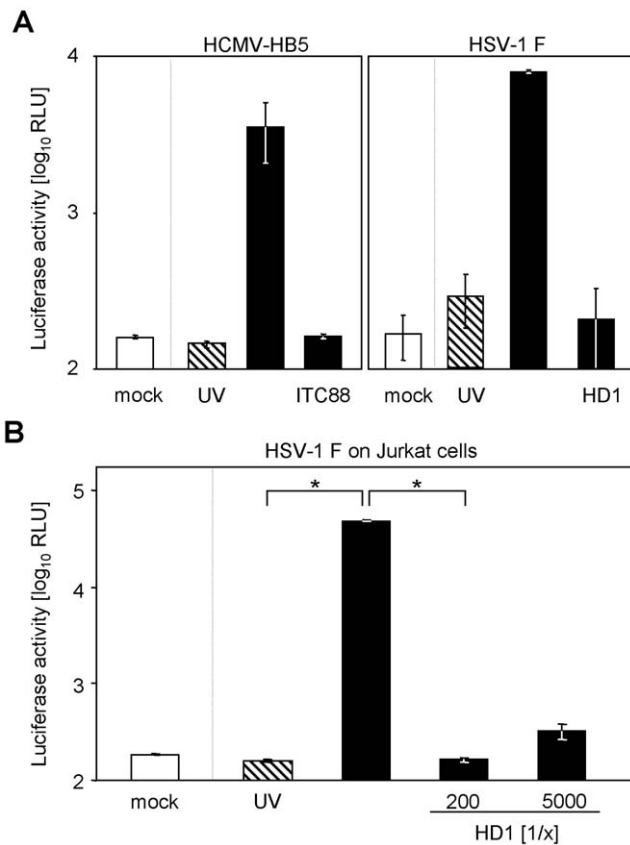 A
HCMV-HB5 HSV-1 F
Luciferase activity [log10 RLU]
4
3
2
mock UV ITC88 mock UV HD1
B
HSV-1 F on Jurkat cells
Luciferase activity [log10 RLU]
5
4
3
2
* *
mock UV 200 5000
HD1 [1/x]